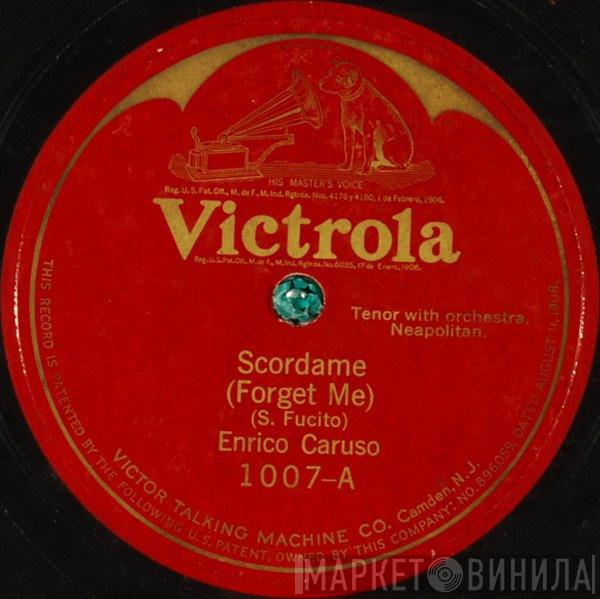 HIS MASTER'S VOICE
Reg. U.S. Pat. Off., M. de F., M. Ind. Rgtrda. Nos. 4176 y 4180, 1 de Febrero, 1904.
Victrola
Reg. U.S. Pat. Off., M. de F., M. Ind. Rgtrda. No. 6035, 17 de Enero, 1906.
Tenor with orchestra.
Neapolitan.
Scordame
(Forget Me)
(S. Fucito)
Enrico Caruso
1007-A
VICTOR TALKING MACHINE CO. Camden, N.J.
THIS RECORD IS PATENTED BY THE FOLLOWING U.S. PATENT, OWNED BY THIS COMPANY: NO. 896059, DATED AUGUST 11, 1908.
МАРКЕТ ВИНИЛА